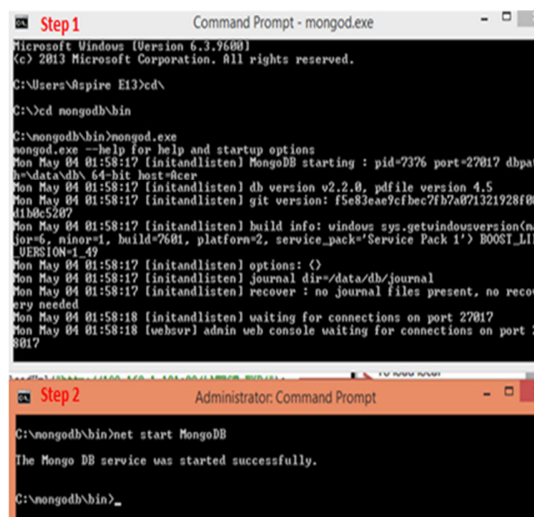 Step 1
Command Prompt - mongod.exe
Microsoft Windows [Version 6.3.9600]
(c) 2013 Microsoft Corporation. All rights reserved.
C:\Users\Aspire E13>cd\
C:\>cd mongodb\bin
C:\mongodb\bin>mongod.exe
mongod.exe --help for help and startup options
Mon May 04 01:58:17 [initandlisten] MongoDB starting : pid=7376 port=27017 dbpat
h=\data\db\ 64-bit host=Acer
Mon May 04 01:58:17 [initandlisten] db version v2.2.0, pdfile version 4.5
Mon May 04 01:58:17 [initandlisten] git version: f5e83eae9cfbec7fb7a071321928f00
d1b0c5207
Mon May 04 01:58:17 [initandlisten] build info: windows sys.getwindowsversion(ma
jor=6, minor=1, build=7601, platform=2, service_pack='Service Pack 1') BOOST_LIB
_VERSION=1_49
Mon May 04 01:58:17 [initandlisten] options: {}
Mon May 04 01:58:17 [initandlisten] journal dir=/data/db/journal
Mon May 04 01:58:17 [initandlisten] recover : no journal files present, no recov
ery needed
Mon May 04 01:58:18 [initandlisten] waiting for connections on port 27017
Mon May 04 01:58:18 [websvr] admin web console waiting for connections on port 2
8017
Step 2
Administrator: Command Prompt
C:\mongodb\bin>net start MongoDB
The Mongo DB service was started successfully.
C:\mongodb\bin>_